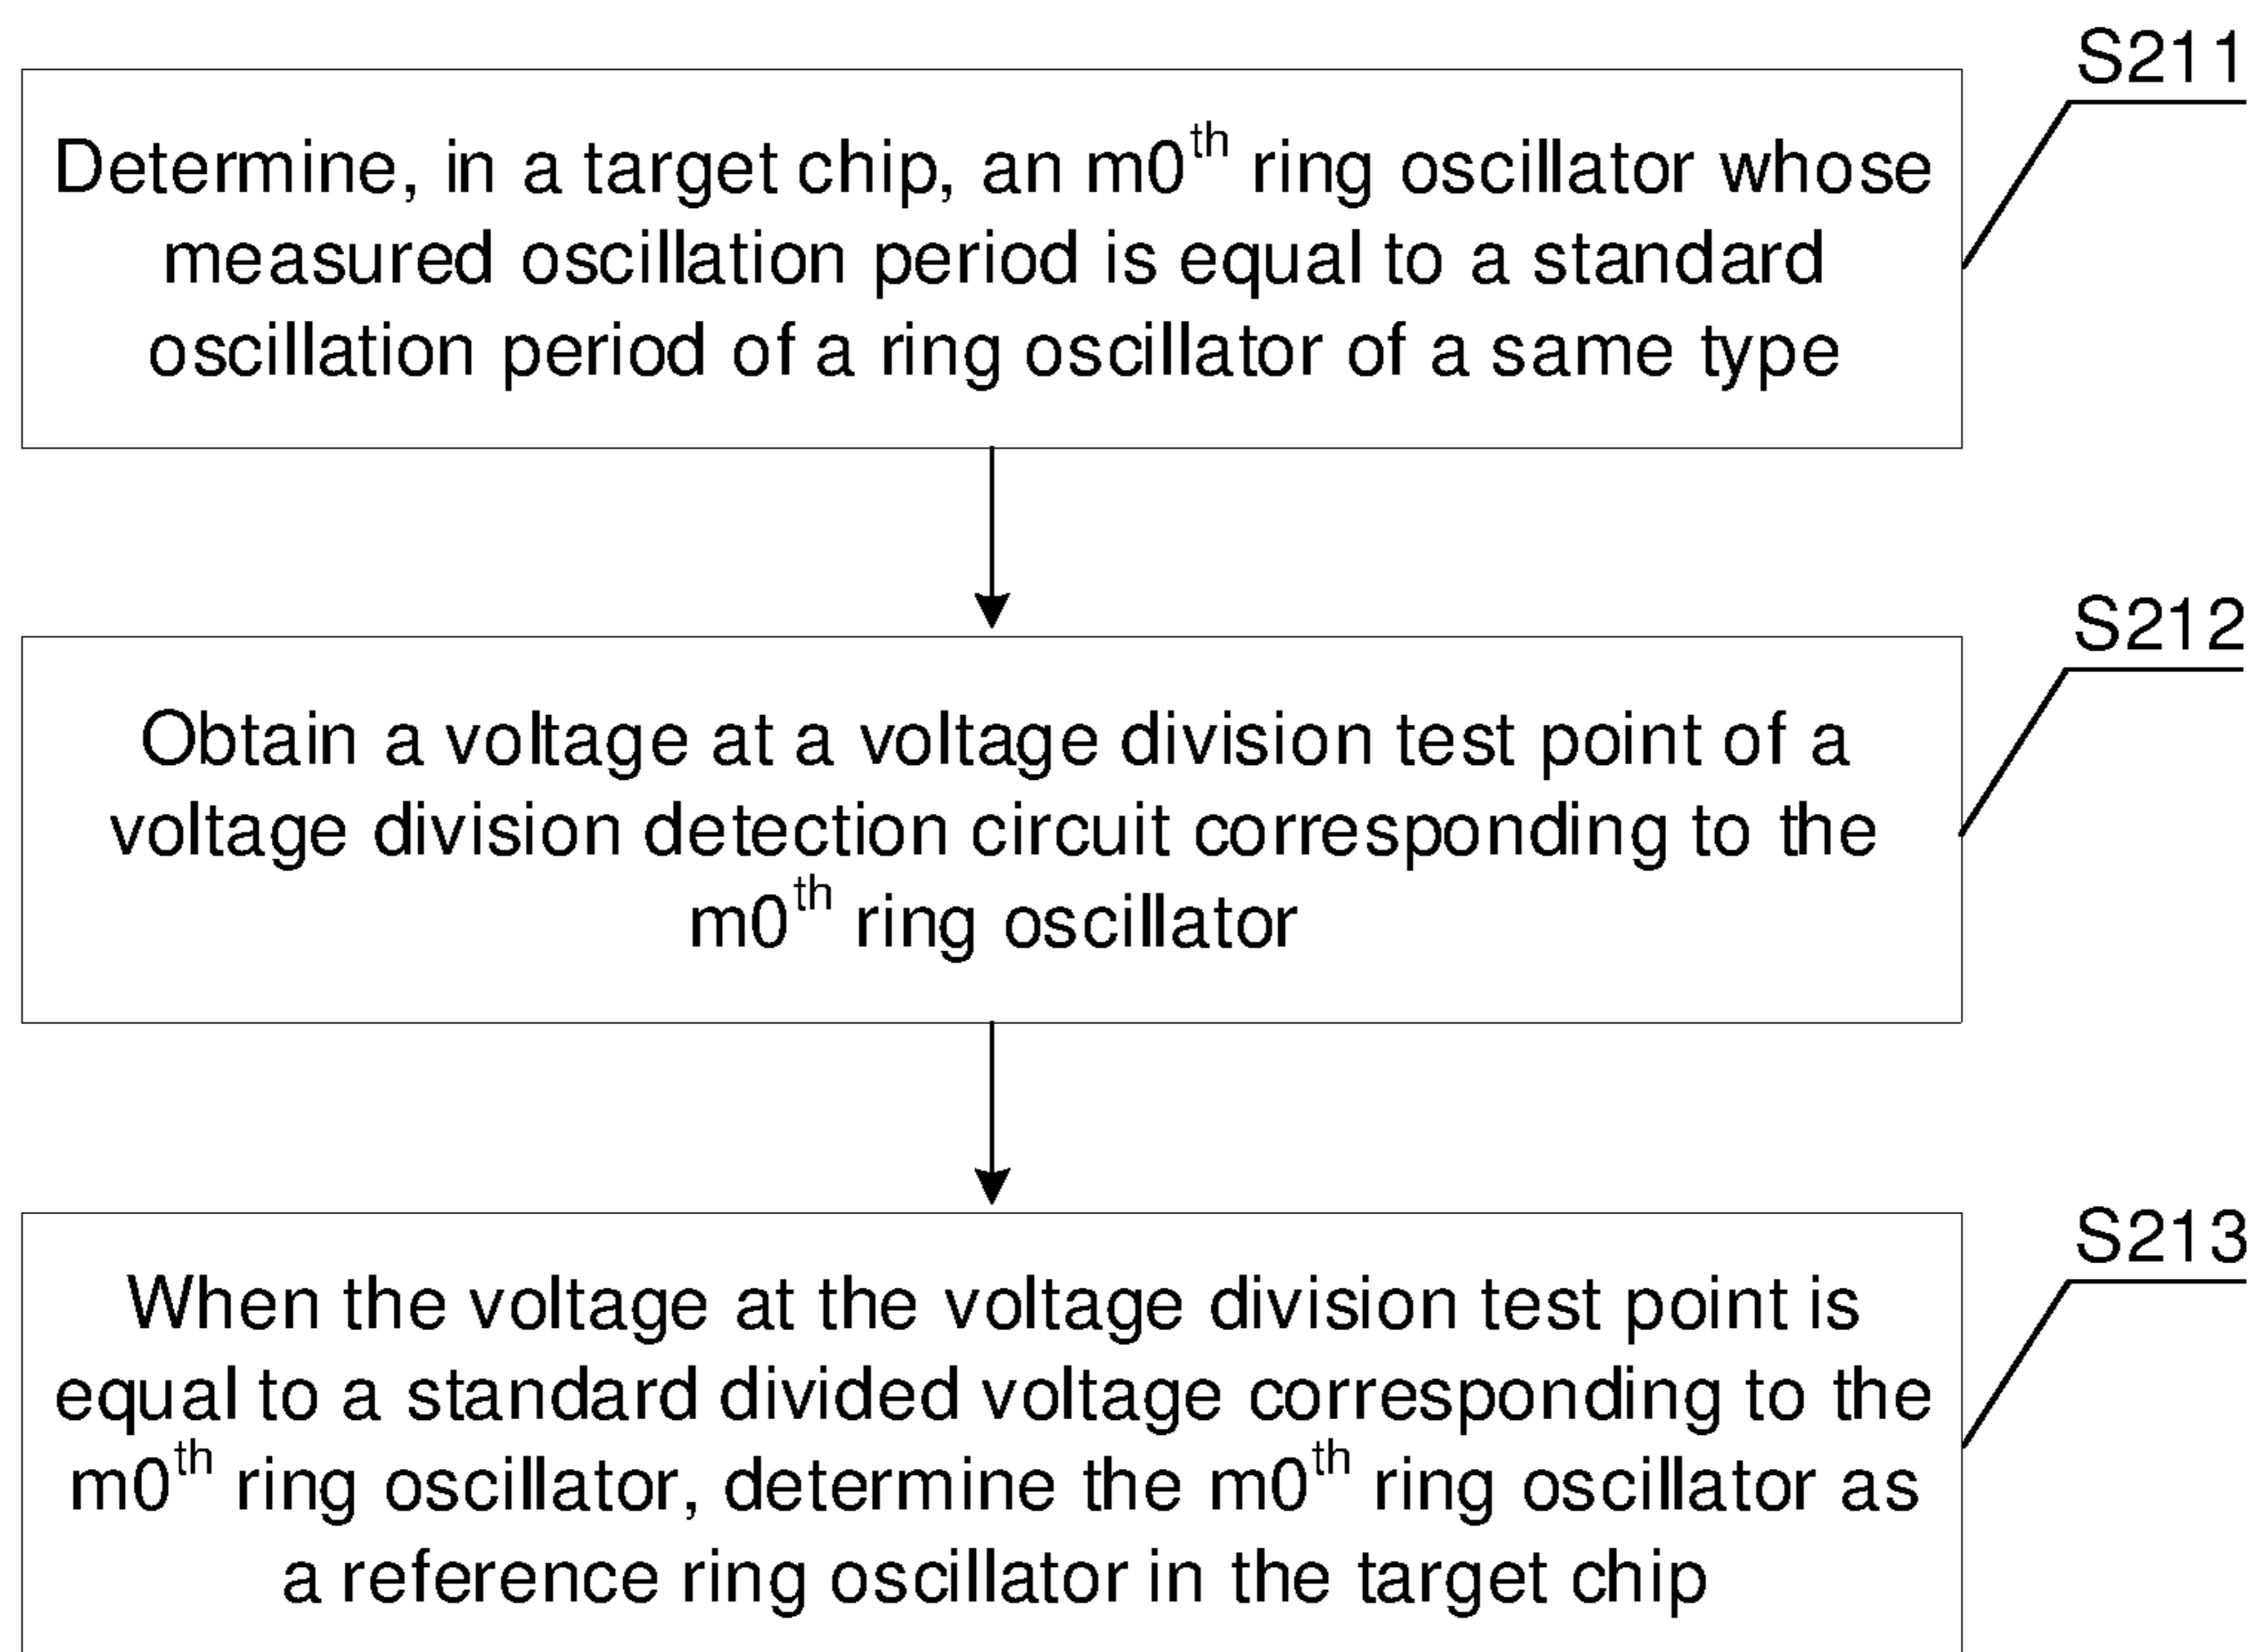 S211
Determine, in a target chip, an m0th ring oscillator whose
measured oscillation period is equal to a standard
oscillation period of a ring oscillator of a same type
S212
Obtain a voltage at a voltage division test point of a
voltage division detection circuit corresponding to the
m0th ring oscillator
S213
When the voltage at the voltage division test point is
equal to a standard divided voltage corresponding to the
m0th ring oscillator, determine the m0th ring oscillator as
a reference ring oscillator in the target chip